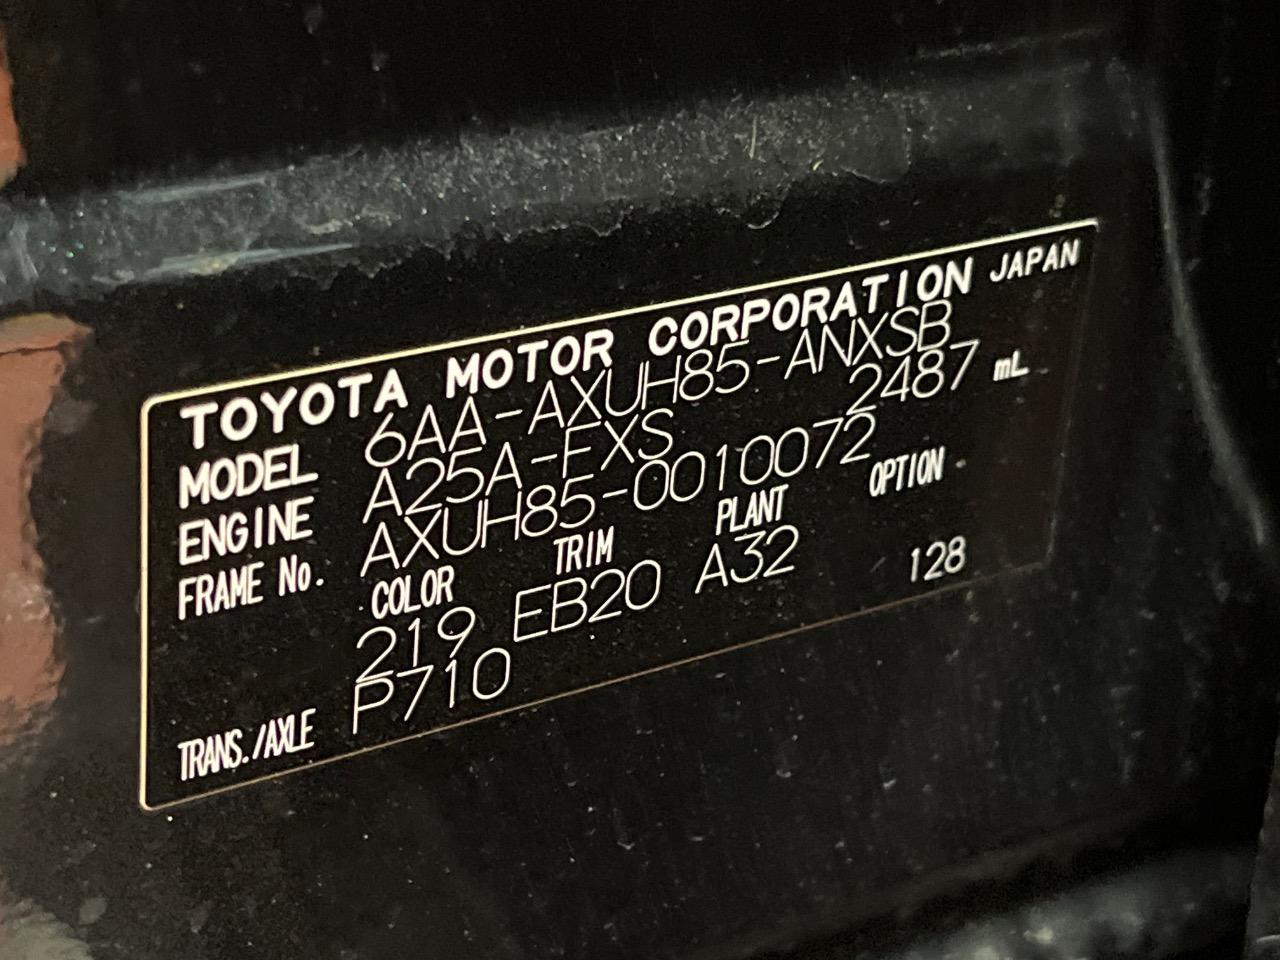 TOYOTA MOTOR CORPORATION JAPAN
MODEL 6AA-AXUH85-ANXSB
ENGINE A25A-FXS 2487 mL
FRAME No. AXUH85-0010072
COLOR TRIM PLANT OPTION
219 EB20 A32 128
TRANS./AXLE P710